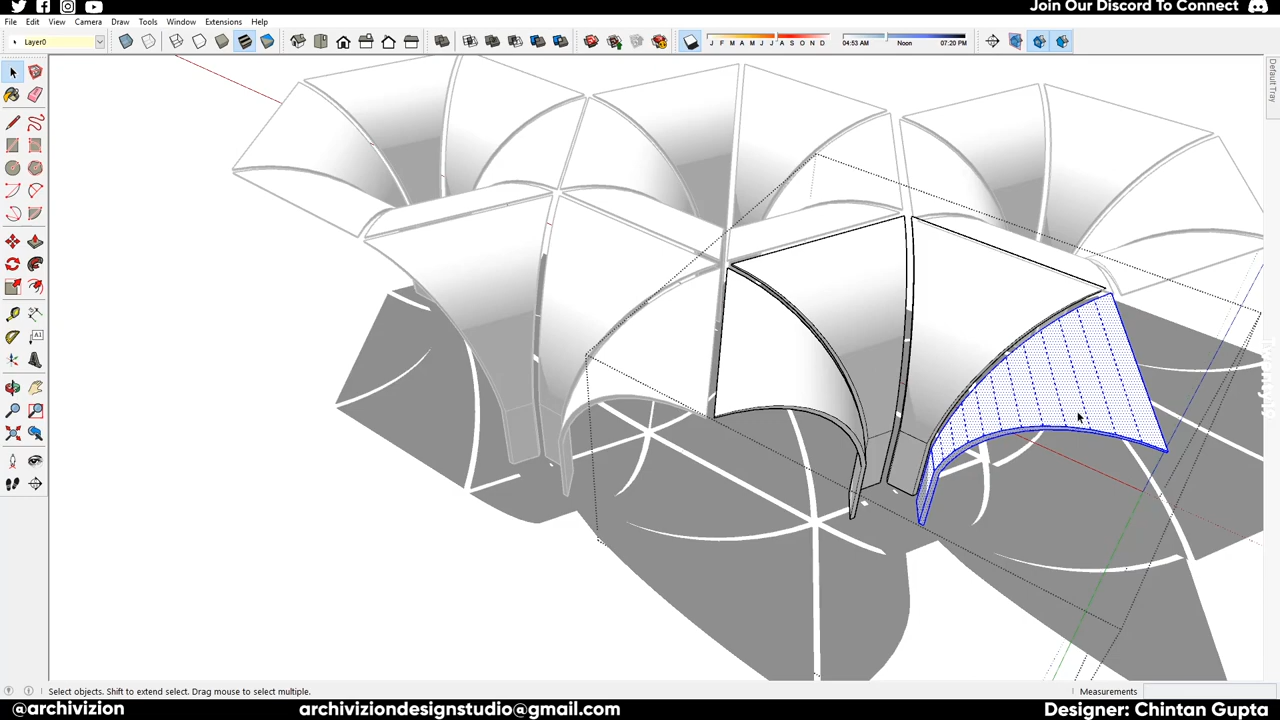 Join Our Discord To Connect
File Edit View Camera Draw Tools Window Extensions Help
Layer0
J F M A M J J A S O N D
04:53 AM Noon 07:20 PM
Default Tray
AI
Select objects. Shift to extend select. Drag mouse to select multiple.
Measurements
@archivizion
archiviziondesignstudio@gmail.com
Designer: Chintan Gupta